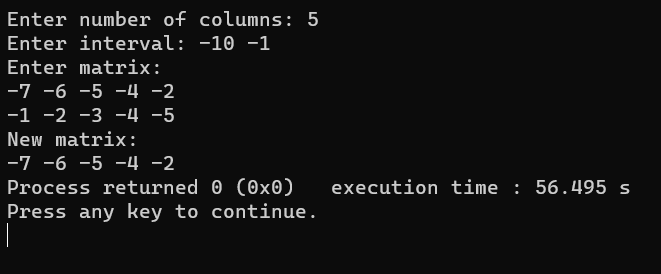 Enter number of columns: 5
Enter interval: -10 -1
Enter matrix:
-7 -6 -5 -4 -2
-1 -2 -3 -4 -5
New matrix:
-7 -6 -5 -4 -2
Process returned 0 (0x0)   execution time : 56.495 s
Press any key to continue.